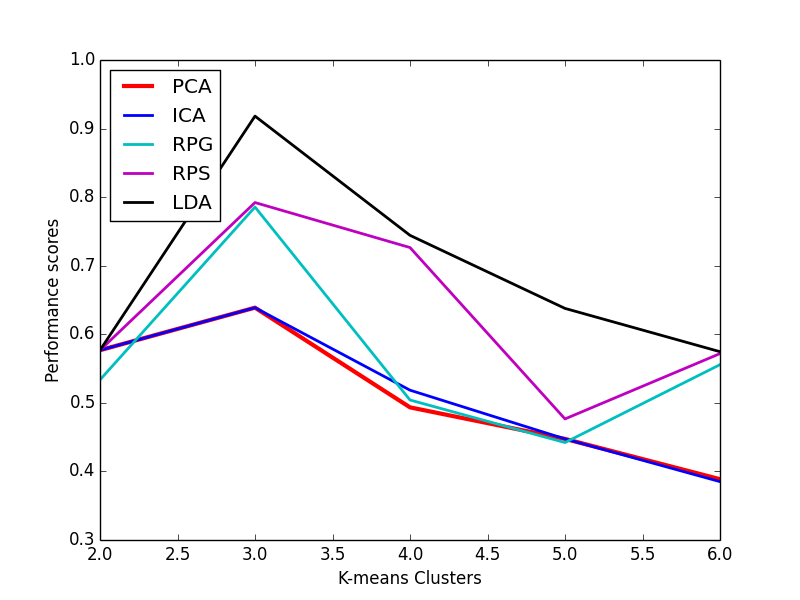 1.0
0.9
0.8
0.7
0.6
0.5
0.4
0.3
Performance scores
PCA
ICA
RPG
RPS
LDA
2.0 2.5 3.0 3.5 4.0 4.5 5.0 5.5 6.0
K-means Clusters